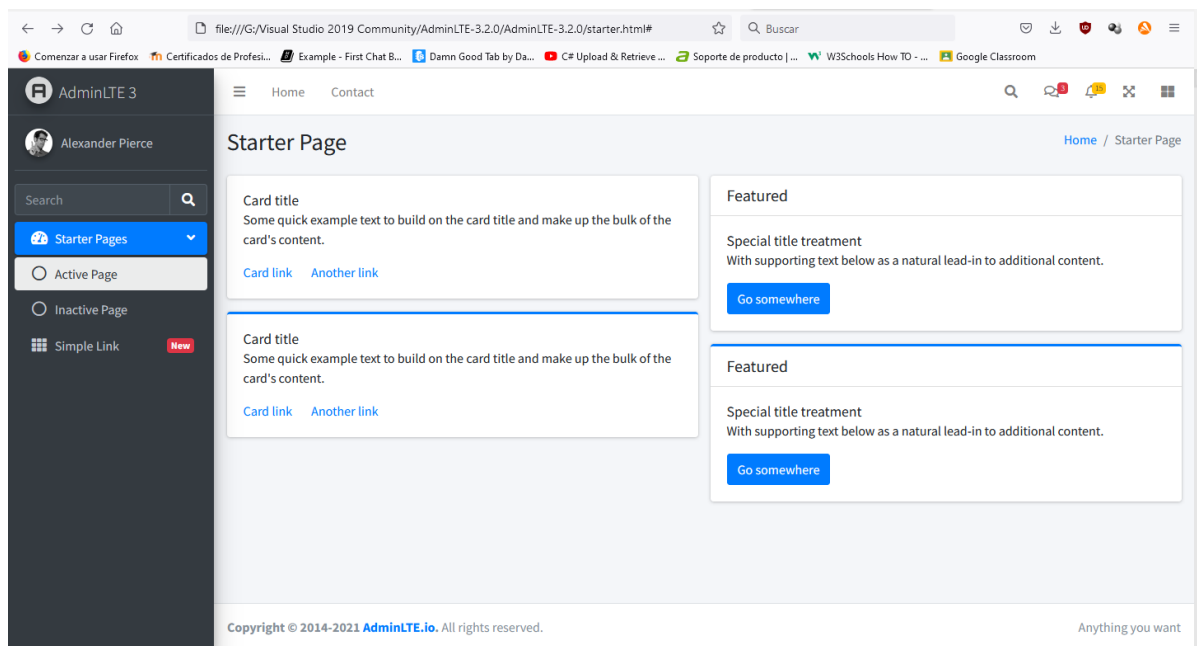 file:///G:/Visual Studio 2019 Community/AdminLTE-3.2.0/AdminLTE-3.2.0/starter.html#
Buscar
Comenzar a usar Firefox
Certificados de Profesi...
Example - First Chat B...
Damn Good Tab by Da...
C# Upload & Retrieve ...
Soporte de producto | ...
W3Schools How TO - ...
Google Classroom
AdminLTE 3
Home
Contact
3
15
Alexander Pierce
Starter Page
Home / Starter Page
Search
Starter Pages
Active Page
Inactive Page
Simple Link
New
Card title
Some quick example text to build on the card title and make up the bulk of the
card's content.
Card link
Another link
Card title
Some quick example text to build on the card title and make up the bulk of the
card's content.
Card link
Another link
Featured
Special title treatment
With supporting text below as a natural lead-in to additional content.
Go somewhere
Featured
Special title treatment
With supporting text below as a natural lead-in to additional content.
Go somewhere
Copyright © 2014-2021 AdminLTE.io. All rights reserved.
Anything you want